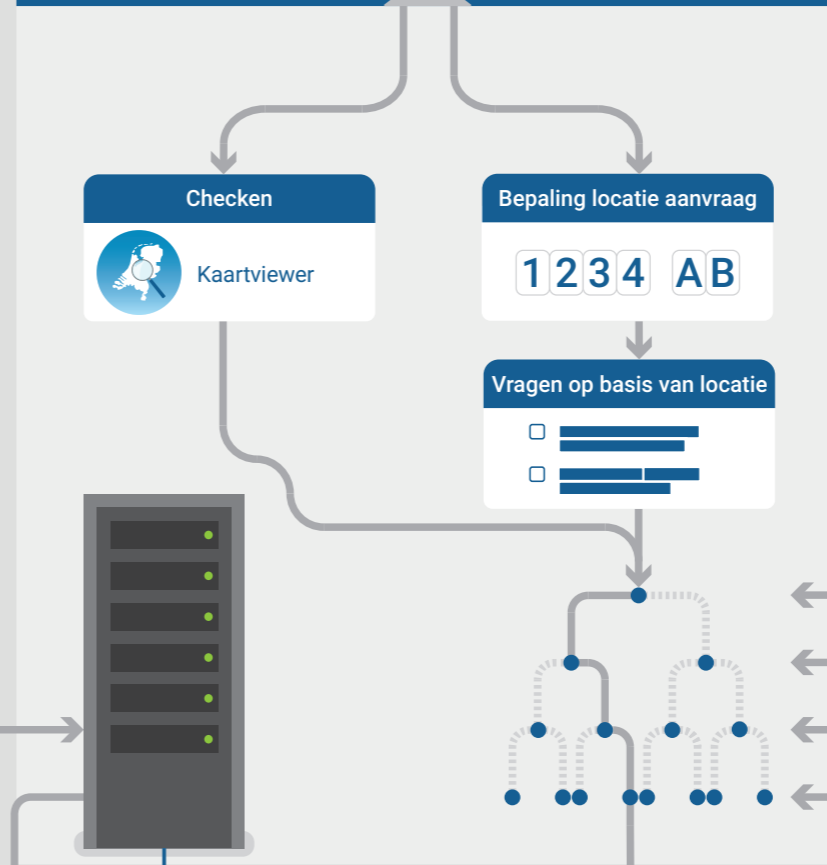 Checken
Kaartviewer
Bepaling locatie aanvraag
1234 AB
Vragen op basis van locatie